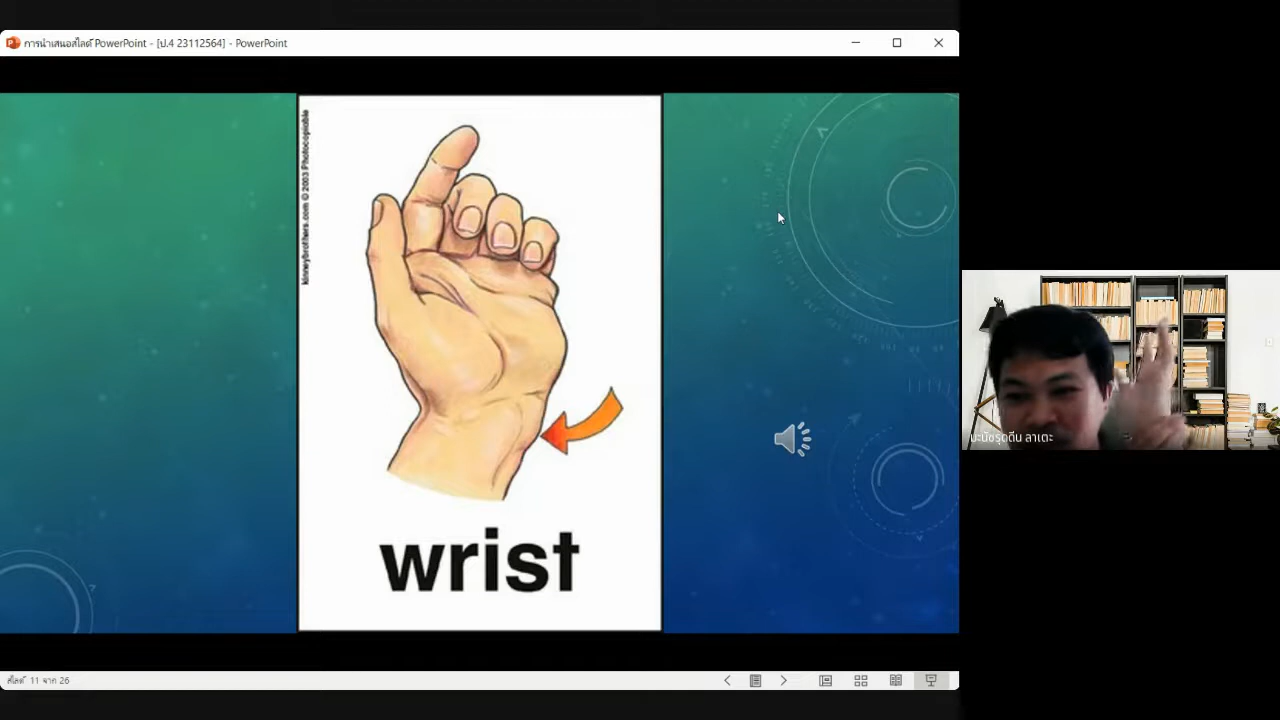 การนำเสนอสไลด์ PowerPoint - [ป.4 23112564] - PowerPoint
kinneybrothers.com © 2003 Photocopiable
wrist
มะนัซรุดดีน ลาเตะ
สไลด์ 11 จาก 26